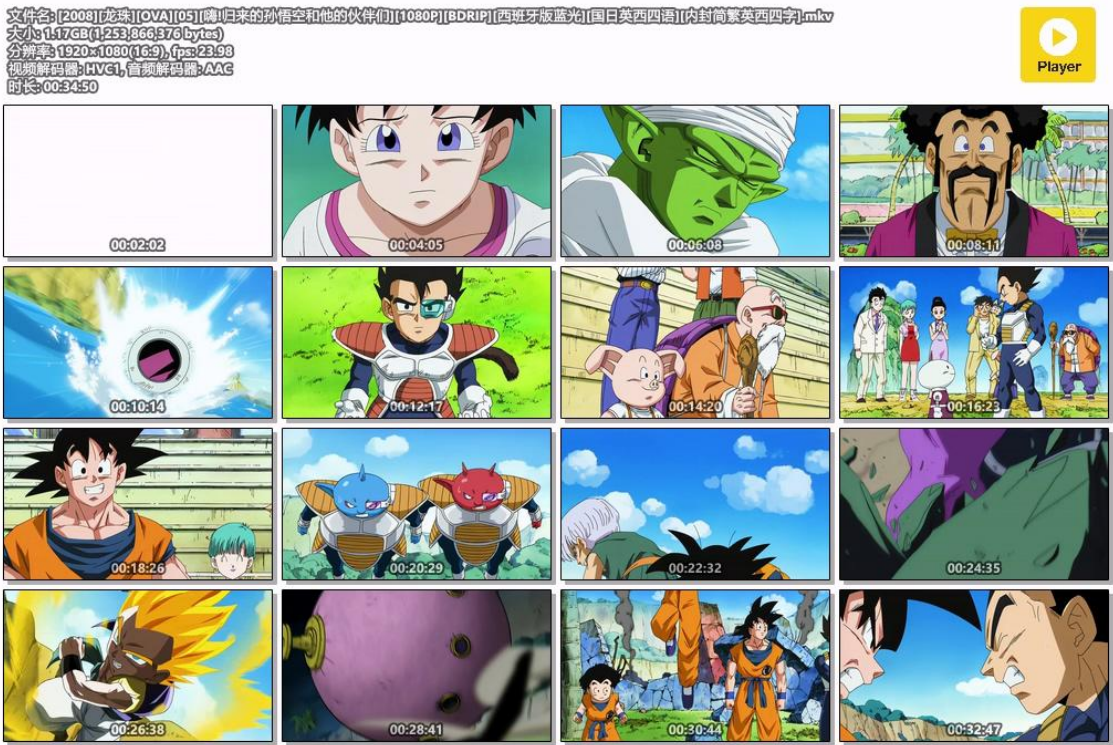 文件名: [2008][龙珠][OVA][05][嗨!归来的孙悟空和他的伙伴们][1080P][BDRIP][西班牙版蓝光][国日英西四语][内封简繁英西四字].mkv
大小: 1.17GB(1,253,866,376 bytes)
分辨率: 1920×1080(16:9), fps: 23.98
视频解码器: HVC1, 音频解码器: AAC
时长: 00:34:50
Player
00:02:02
00:04:05
00:06:08
00:08:11
00:10:14
00:12:17
00:14:20
00:16:23
00:18:26
00:20:29
00:22:32
00:24:35
00:26:38
00:28:41
00:30:44
00:32:47